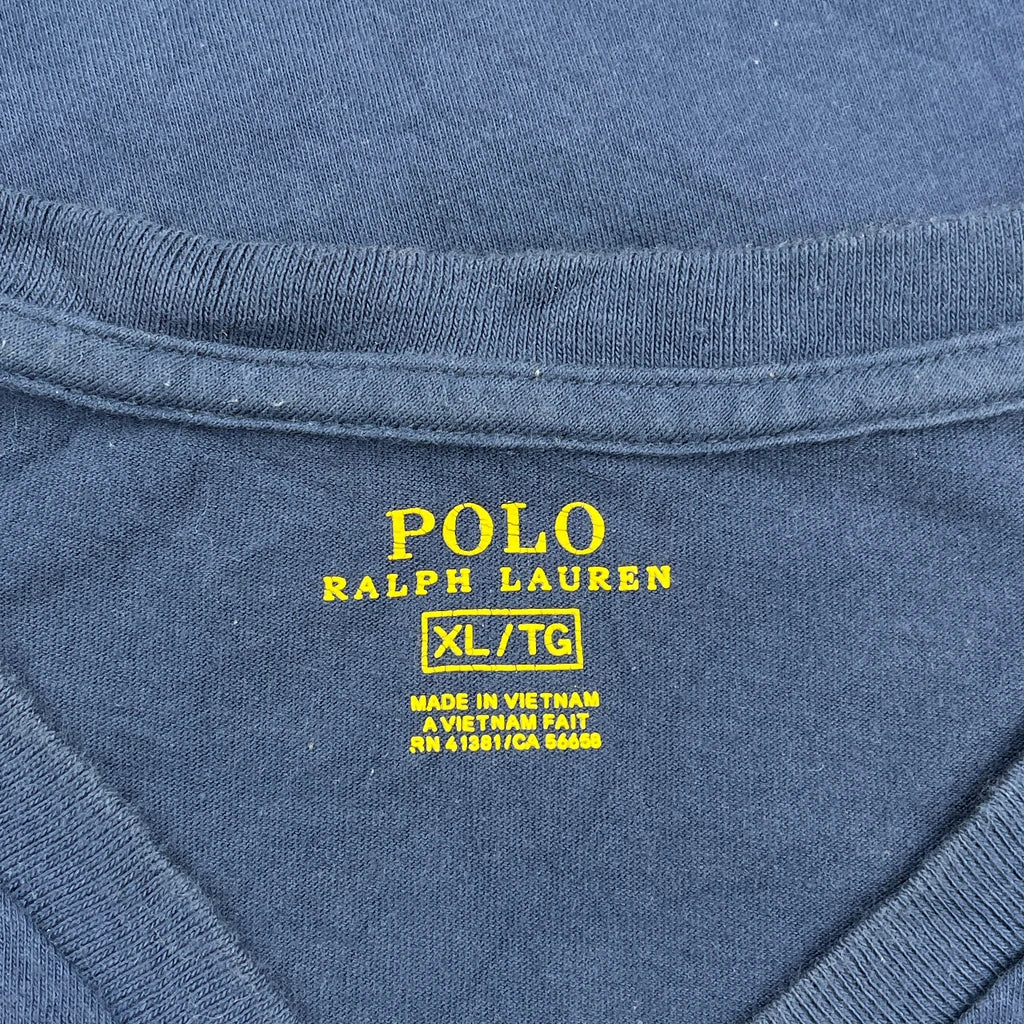 POLO
RALPH LAUREN
XL/TG
MADE IN VIETNAM
A VIETNAM FAIT
RN 41381/CA 56658